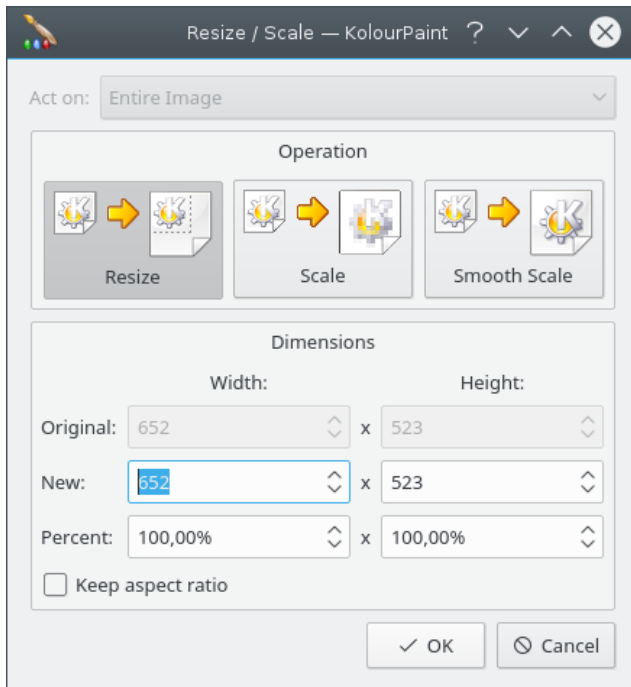 Resize / Scale — KolourPaint
Act on: Entire Image
Operation
Resize Scale Smooth Scale
Dimensions
Width: Height:
Original: 652 x 523
New: 652 x 523
Percent: 100,00% x 100,00%
Keep aspect ratio
OK Cancel